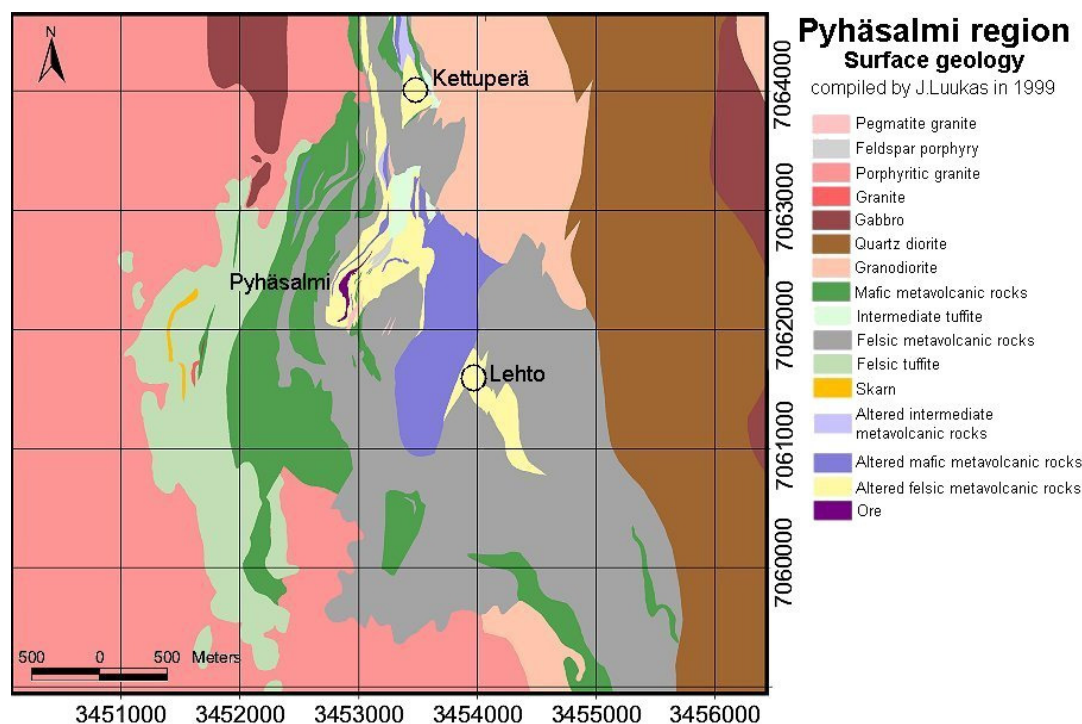 Pyhäsalmi region
Surface geology
compiled by J.Luukas in 1999
N
Kettuperä
Pyhäsalmi
Lehto
Pegmatite granite
Feldspar porphyry
Porphyritic granite
Granite
Gabbro
Quartz diorite
Granodiorite
Mafic metavolcanic rocks
Intermediate tuffite
Felsic metavolcanic rocks
Felsic tuffite
Skarn
Altered intermediate
metavolcanic rocks
Altered mafic metavolcanic rocks
Altered felsic metavolcanic rocks
Ore
7064000
7063000
7062000
7061000
7060000
500 0 500 Meters
3451000 3452000 3453000 3454000 3455000 3456000